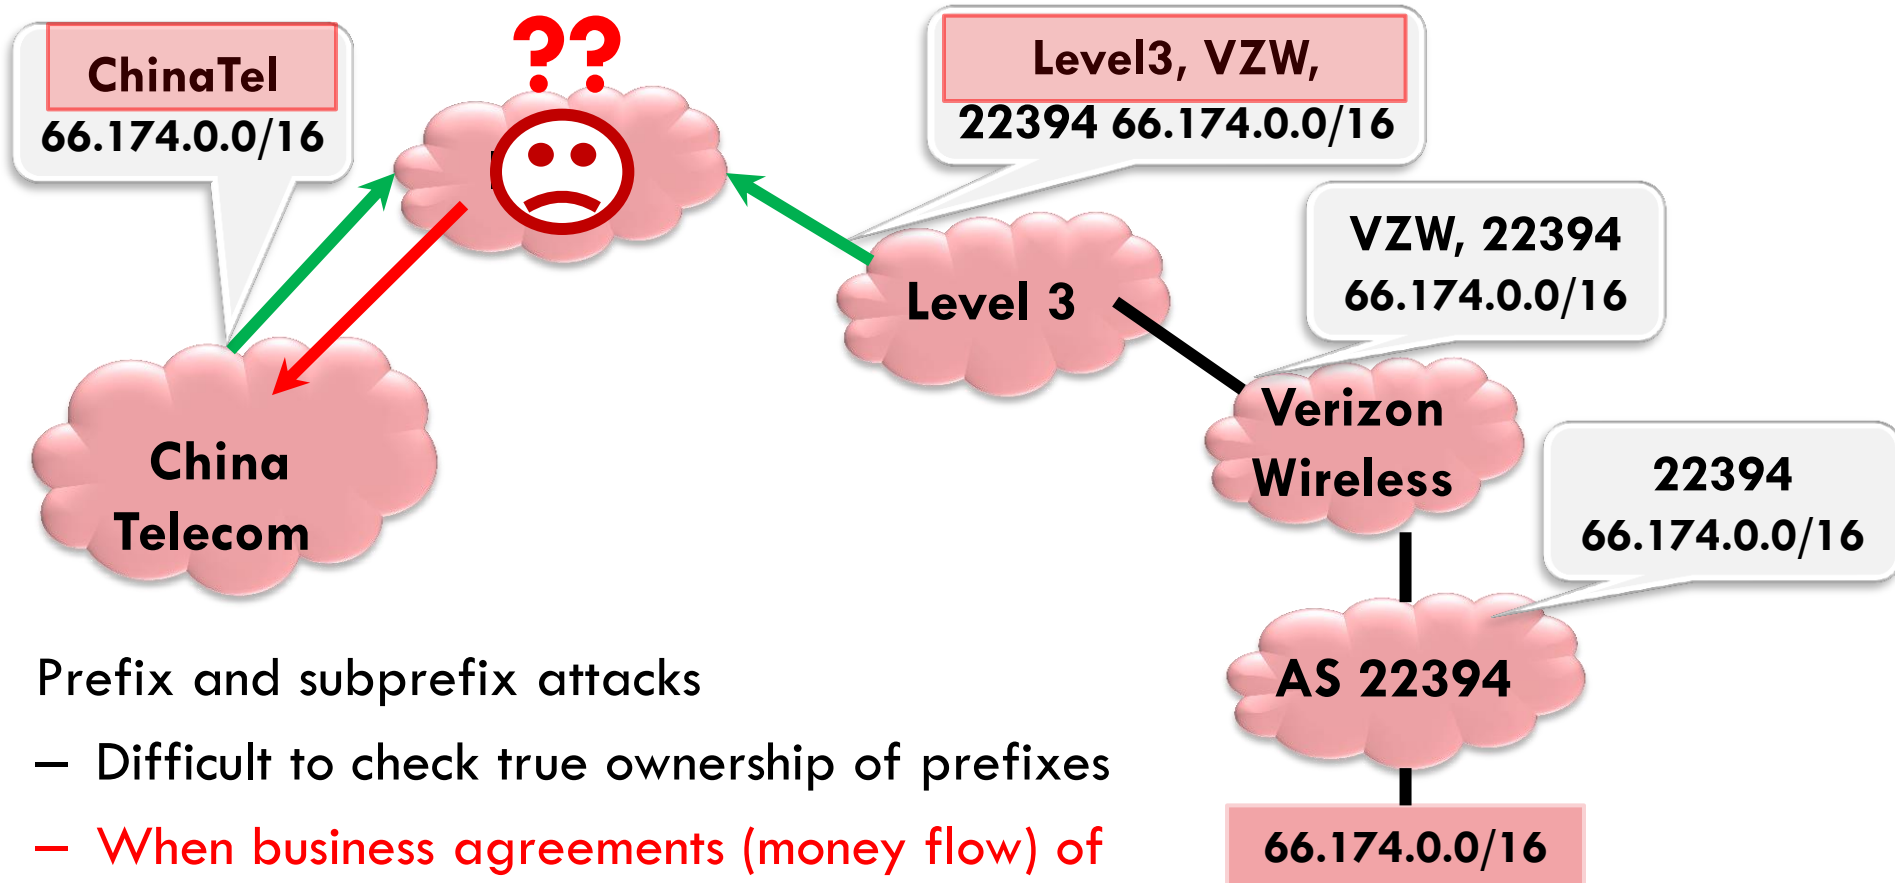 ChinaTel
66.174.0.0/16
??
Level3, VZW,
22394 66.174.0.0/16
Level 3
VZW, 22394
66.174.0.0/16
Verizon
Wireless
China
Telecom
22394
66.174.0.0/16
AS 22394
66.174.0.0/16
Prefix and subprefix attacks
– Difficult to check true ownership of prefixes
– When business agreements (money flow) of